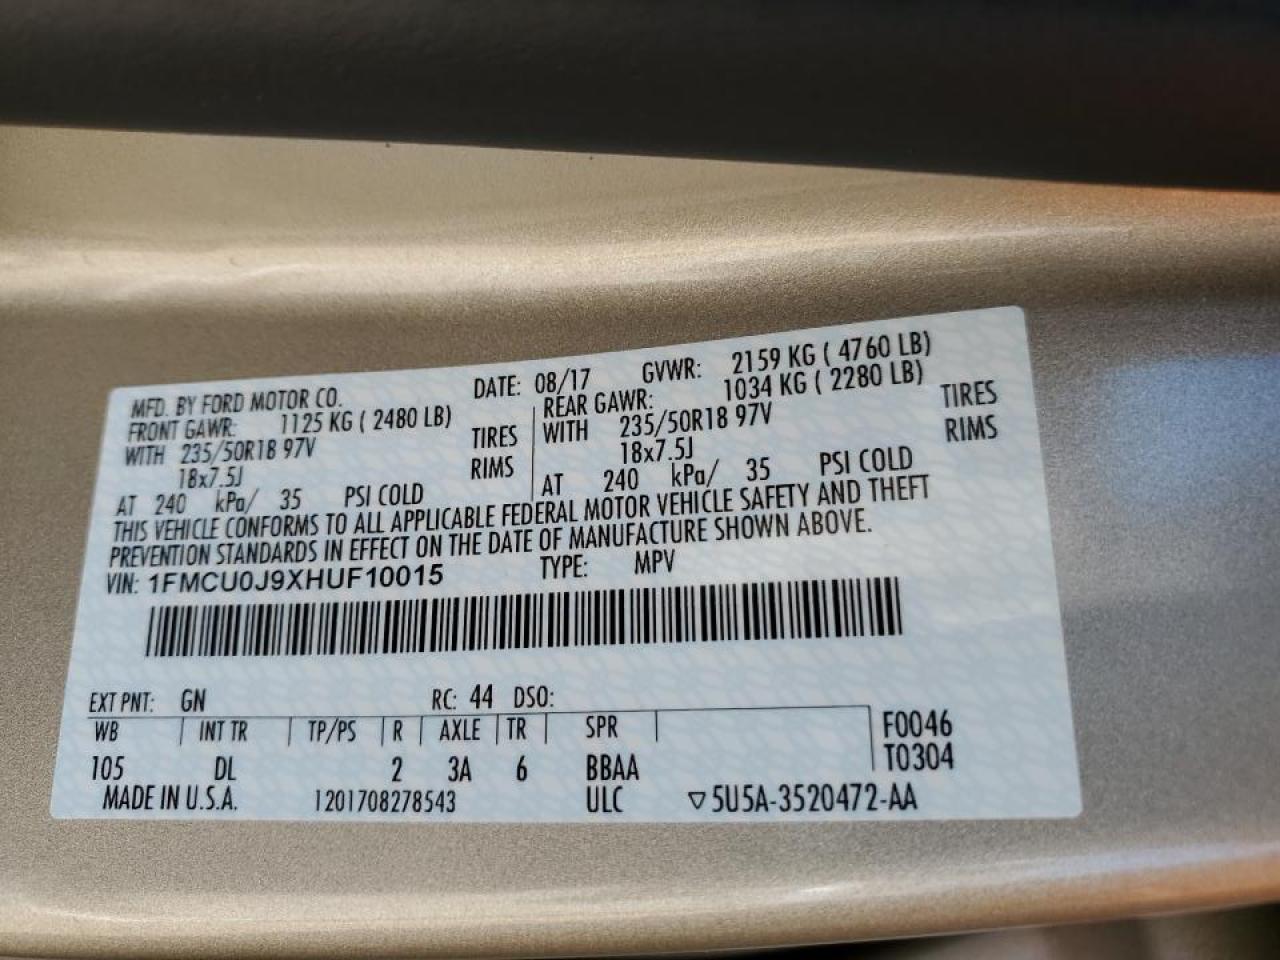 MFD. BY FORD MOTOR CO. DATE: 08/17 GVWR: 2159 KG ( 4760 LB)
FRONT GAWR: 1125 KG ( 2480 LB) REAR GAWR: 1034 KG ( 2280 LB)
WITH 235/50R18 97V TIRES WITH 235/50R18 97V TIRES
18x7.5J RIMS 18x7.5J RIMS
AT 240 kPa/ 35 PSI COLD AT 240 kPa/ 35 PSI COLD
THIS VEHICLE CONFORMS TO ALL APPLICABLE FEDERAL MOTOR VEHICLE SAFETY AND THEFT
PREVENTION STANDARDS IN EFFECT ON THE DATE OF MANUFACTURE SHOWN ABOVE.
VIN: 1FMCU0J9XHUF10015 TYPE: MPV
EXT PNT: GN RC: 44 DSO:
WB INT TR TP/PS R AXLE TR SPR F0046
105 DL 2 3A 6 BBAA T0304
MADE IN U.S.A. 1201708278543 ULC ▽5U5A-3520472-AA